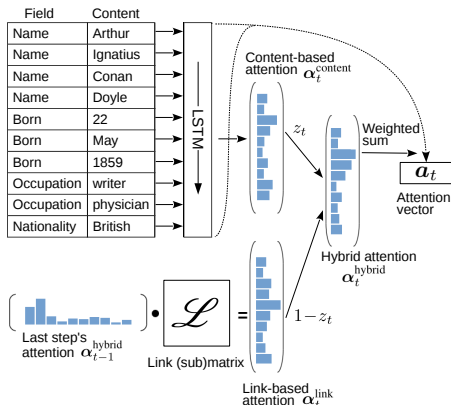 Field Content
Name Arthur
Name Ignatius
Name Conan
Name Doyle
Born 22
Born May
Born 1859
Occupation writer
Occupation physician
Nationality British
LSTM
Content-based
attention α_t^content
z_t
Weighted
sum
a_t
Attention
vector
Hybrid attention
α_t^hybrid
1−z_t
Last step's
attention α_{t−1}^hybrid
•
ℒ
=
Link (sub)matrix
Link-based
attention α_t^link